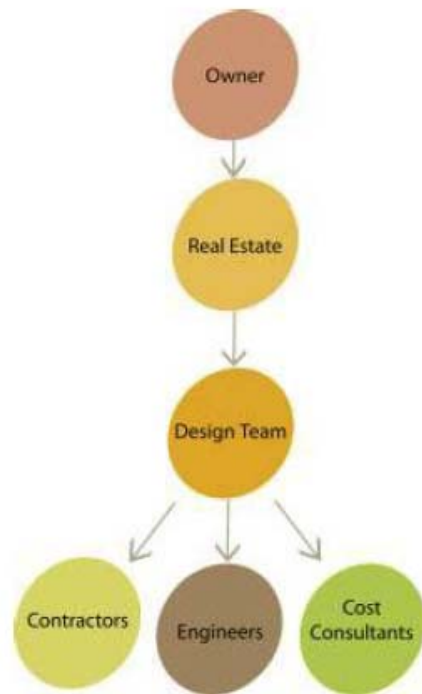 Owner
Real Estate
Design Team
Contractors
Engineers
Cost
Consultants